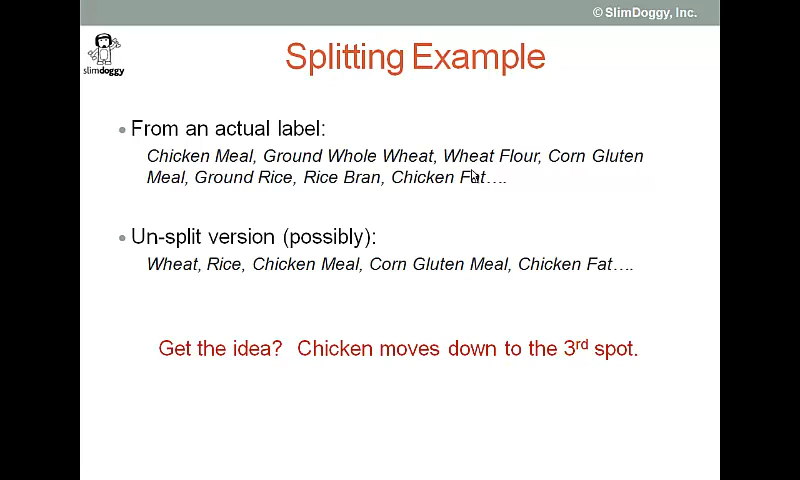 © SlimDoggy, Inc.
slimdoggy
Splitting Example
• From an actual label:
Chicken Meal, Ground Whole Wheat, Wheat Flour, Corn Gluten
Meal, Ground Rice, Rice Bran, Chicken Fat….
• Un-split version (possibly):
Wheat, Rice, Chicken Meal, Corn Gluten Meal, Chicken Fat….
Get the idea? Chicken moves down to the 3rd spot.